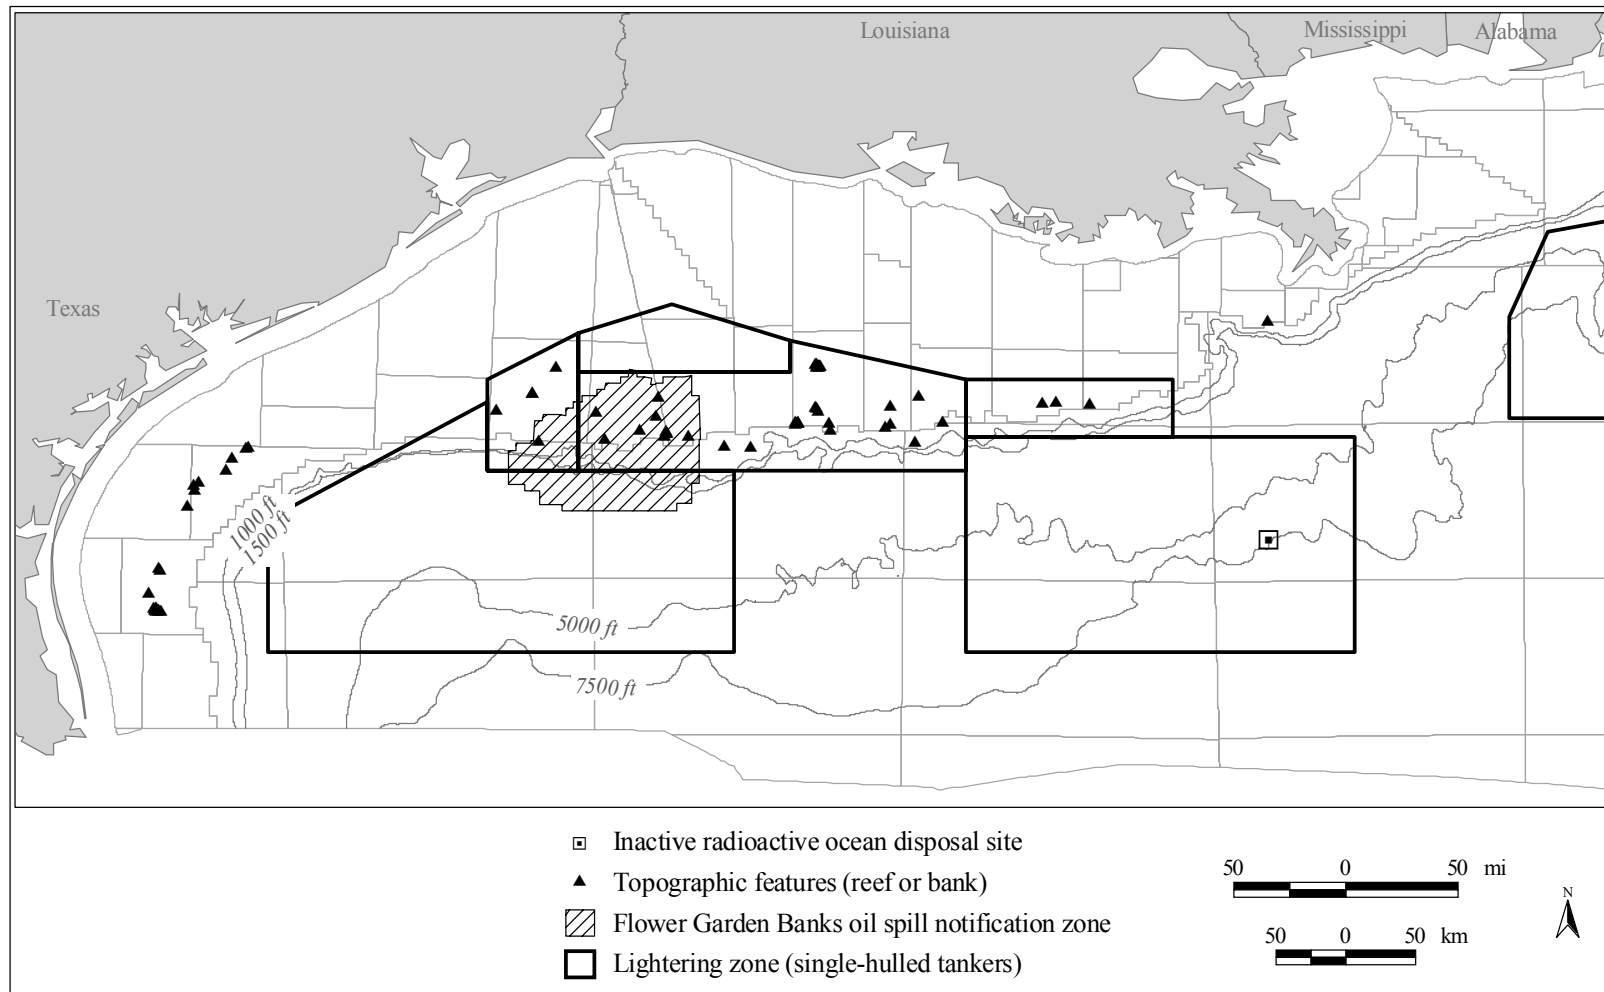 Louisiana
Mississippi
Alabama
Texas
1000 ft
1500 ft
5000 ft
7500 ft
Inactive radioactive ocean disposal site
Topographic features (reef or bank)
Flower Garden Banks oil spill notification zone
Lightering zone (single-hulled tankers)
50 0 50 mi
50 0 50 km
N